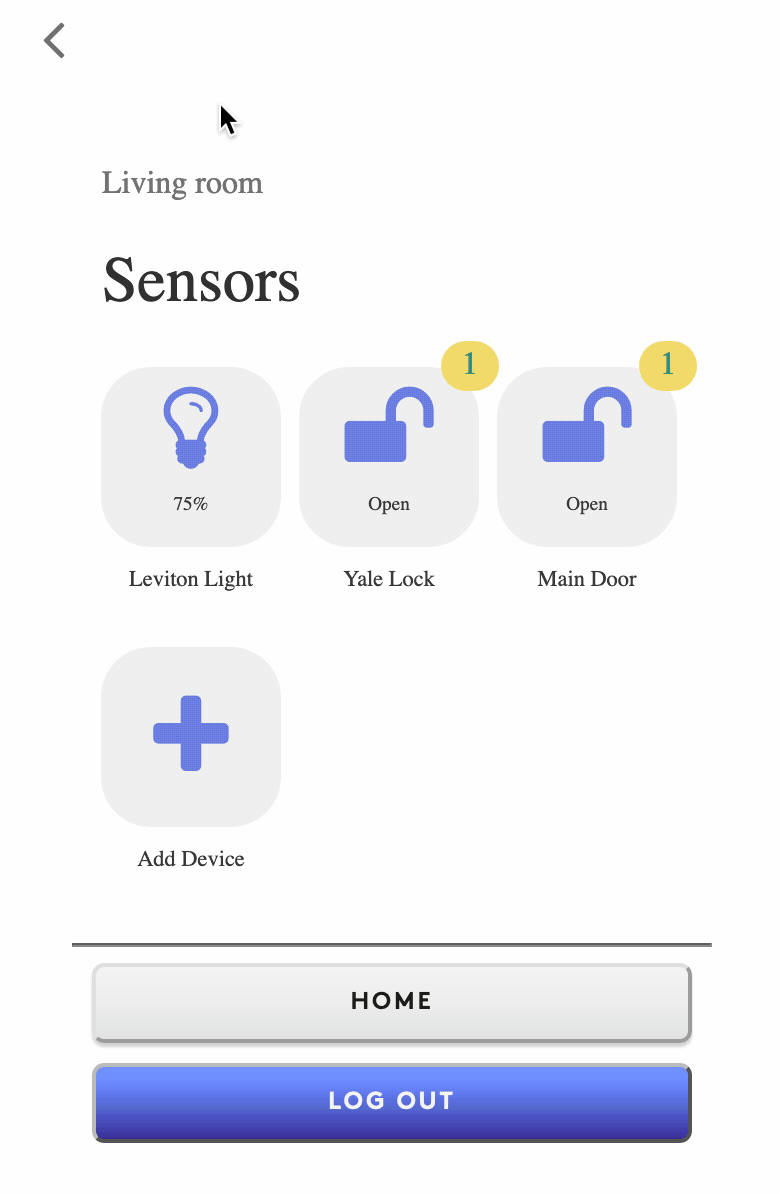 Living room
Sensors
1
1
75%
Open
Open
Leviton Light
Yale Lock
Main Door
Add Device
HOME
LOG OUT